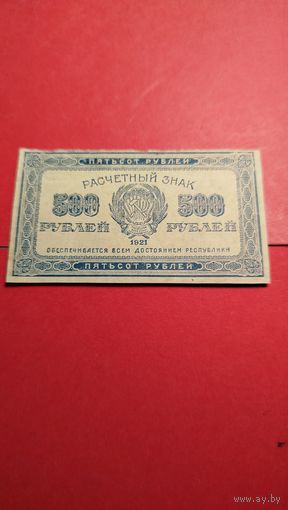 ПЯТЬСОТ РУБЛЕЙ
РАСЧЕТНЫЙ ЗНАК
500 500
РУБЛЕЙ РУБЛЕЙ
1921
ОБЕСПЕЧИВАЕТСЯ ВСЕМ ДОСТОЯНИЕМ РЕСПУБЛИКИ
ПЯТЬСОТ РУБЛЕЙ
www.ay.by